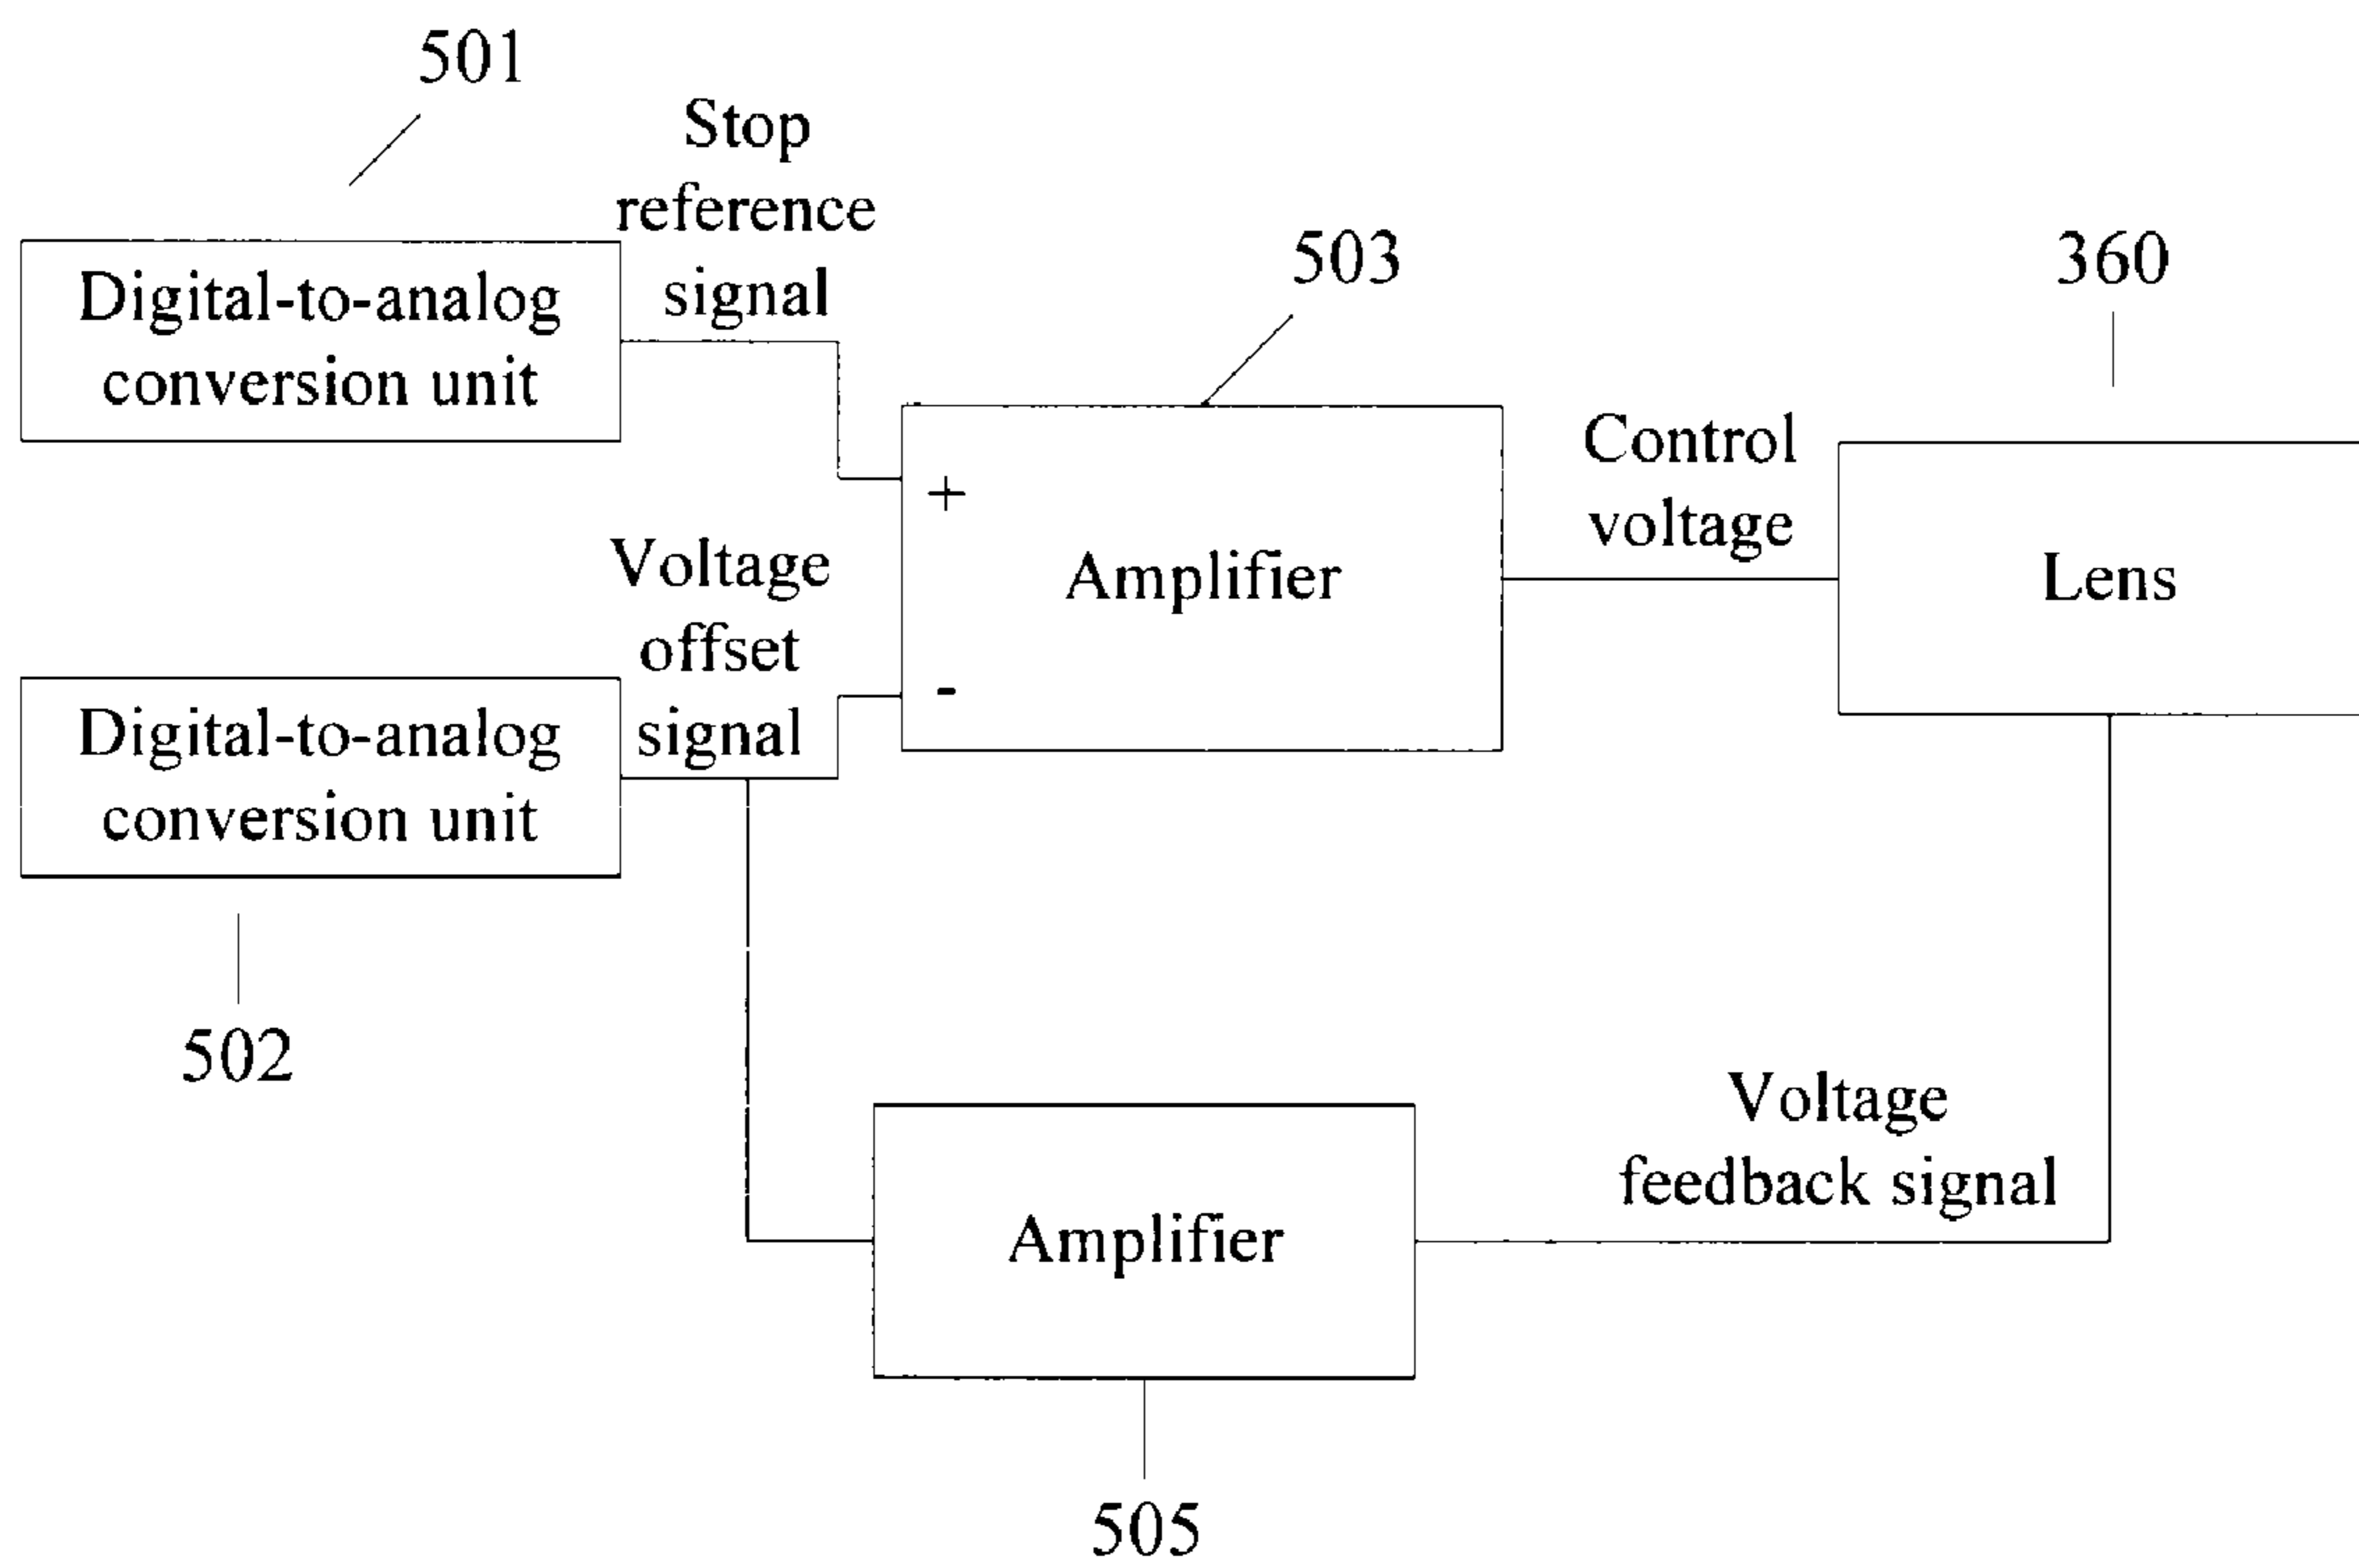 501
Stop
reference
signal
Digital-to-analog
conversion unit
503
360
+
Amplifier
-
Control
voltage
Lens
Voltage
offset
signal
Digital-to-analog
conversion unit
502
Voltage
feedback signal
Amplifier
505